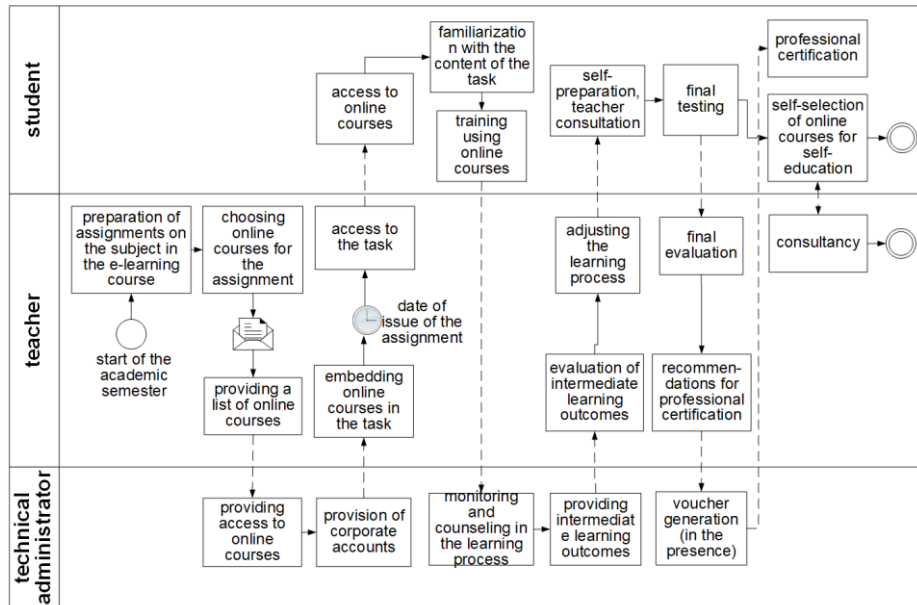 student
familiarizatio
n with the
content of the
task
professional
certification
access to
online
courses
self-
preparation,
teacher
consultation
final
testing
self-selection
of online
courses for
self-
education
training
using
online
courses
teacher
preparation of
assignments on
the subject in
the e-learning
course
choosing
online
courses for
the
assignment
access to
the task
adjusting
the
learning
process
final
evaluation
consultancy
date of
issue of the
assignment
start of the
academic
semester
providing a
list of online
courses
embedding
online
courses in
the task
evaluation of
intermediate
learning
outcomes
recommen-
dations for
professional
certification
technical
administrator
providing
access to
online
courses
provision of
corporate
accounts
monitoring
and
counseling in
the learning
process
providing
intermediat
e learning
outcomes
voucher
generation
(in the
presence)